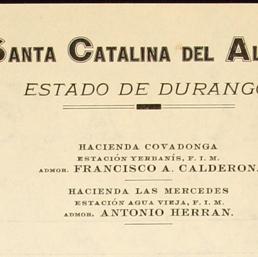 SANTA CATALINA DEL AL
ESTADO DE DURANGO
HACIENDA COVADONGA
ESTACIÓN YERBANÍS, F. I. M.
ADMOR. FRANCISCO A. CALDERON.
HACIENDA LAS MERCEDES
ESTACIÓN AGUA VIEJA, F. I. M.
ADMOR. ANTONIO HERRAN.